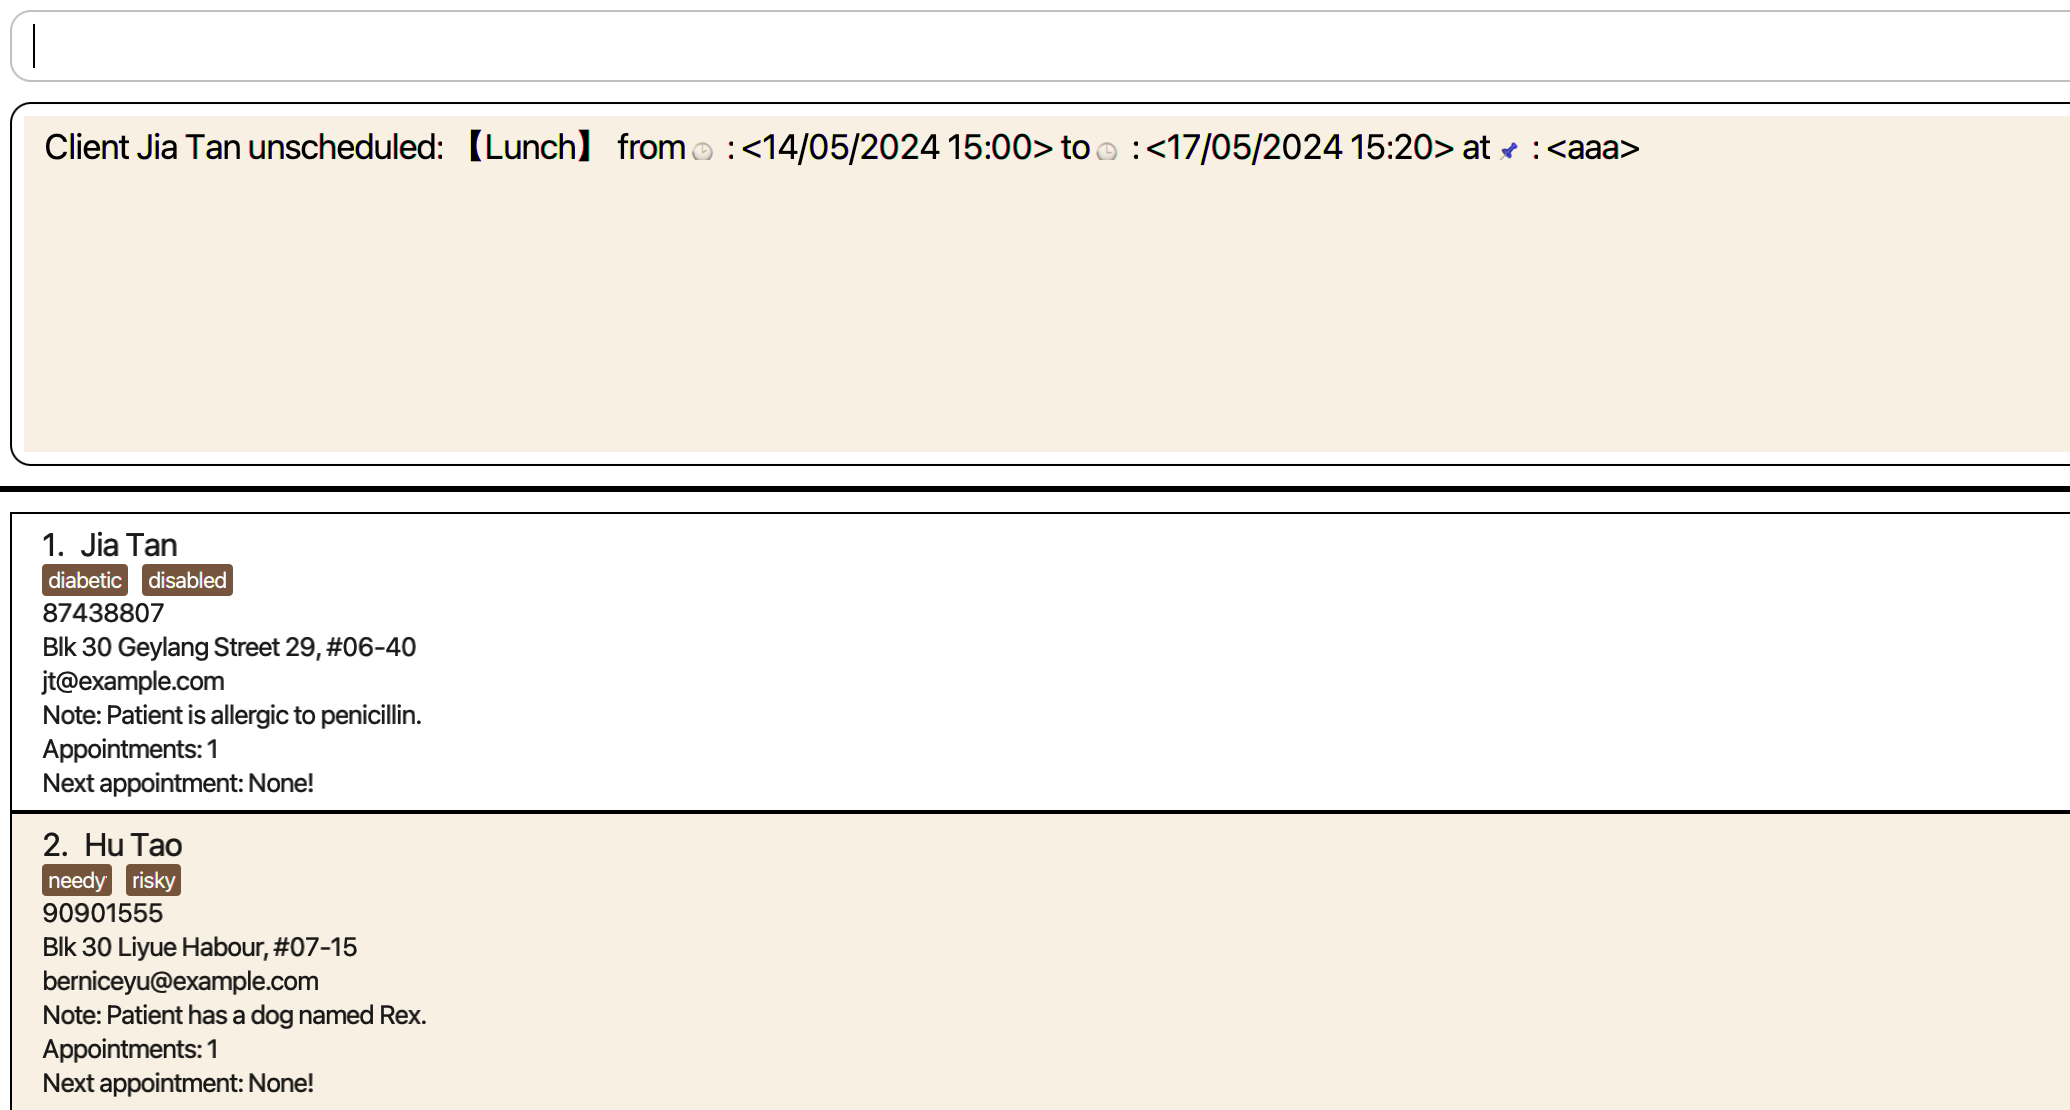 Client Jia Tan unscheduled: 【Lunch】 from 🕒 : <14/05/2024 15:00> to 🕒 : <17/05/2024 15:20> at 📌 : <aaa>
1. Jia Tan
diabetic disabled
87438807
Blk 30 Geylang Street 29, #06-40
jt@example.com
Note: Patient is allergic to penicillin.
Appointments: 1
Next appointment: None!
2. Hu Tao
needy risky
90901555
Blk 30 Liyue Habour, #07-15
berniceyu@example.com
Note: Patient has a dog named Rex.
Appointments: 1
Next appointment: None!